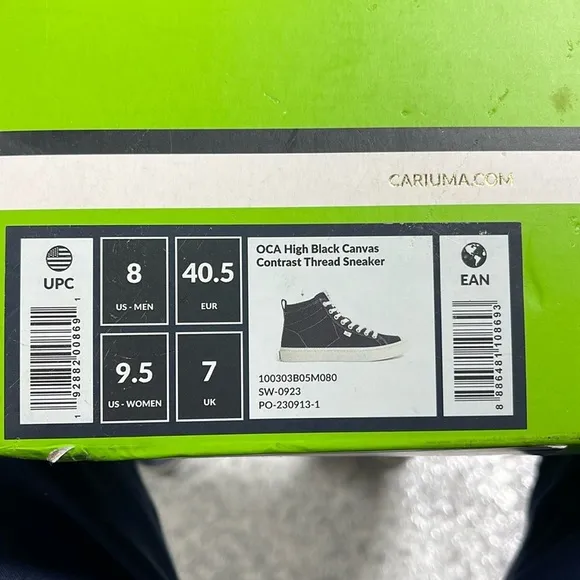 CARIUMA.COM
UPC
1 92882 00869 1
8
US - MEN
40.5
EUR
9.5
US - WOMEN
7
UK
OCA High Black Canvas
Contrast Thread Sneaker
100303B05M080
SW-0923
PO-230913-1
EAN
8 886481 108693